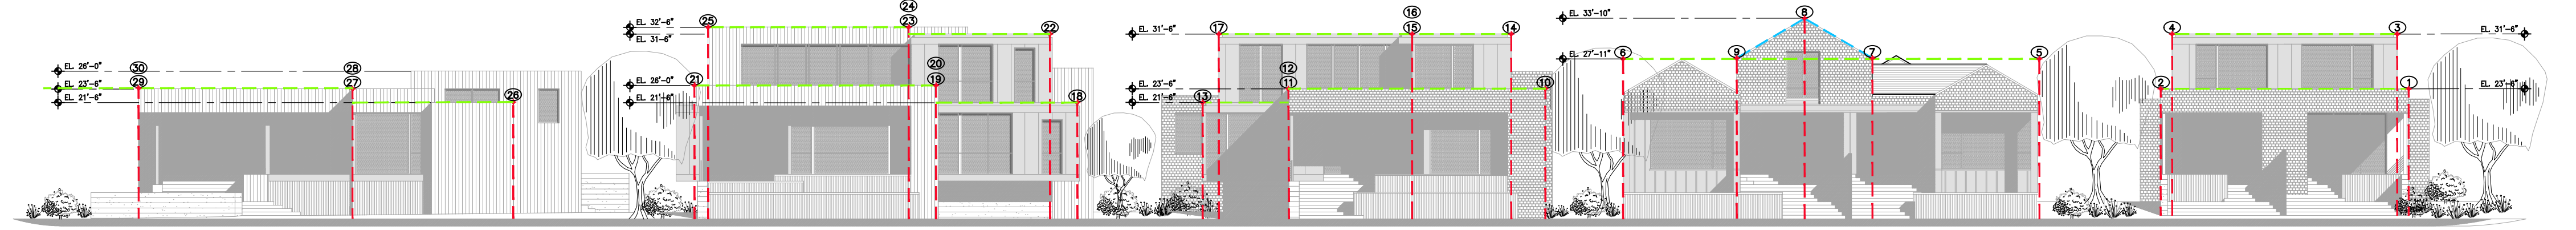 EL. 26'-0"
EL. 23'-6"
EL. 21'-6"
30
29
28
27
26
EL. 32'-6"
EL. 31-6"
EL. 26'-0"
EL. 21'-6"
25
24
23
22
21
20
19
18
EL. 31'-6"
EL. 23'-6"
EL. 21'-6"
17
16
15
14
13
12
11
10
EL. 33'-10"
EL. 27'-11"
6
9
8
7
5
4
3
2
1
EL. 31'-6"
EL. 23'-6"